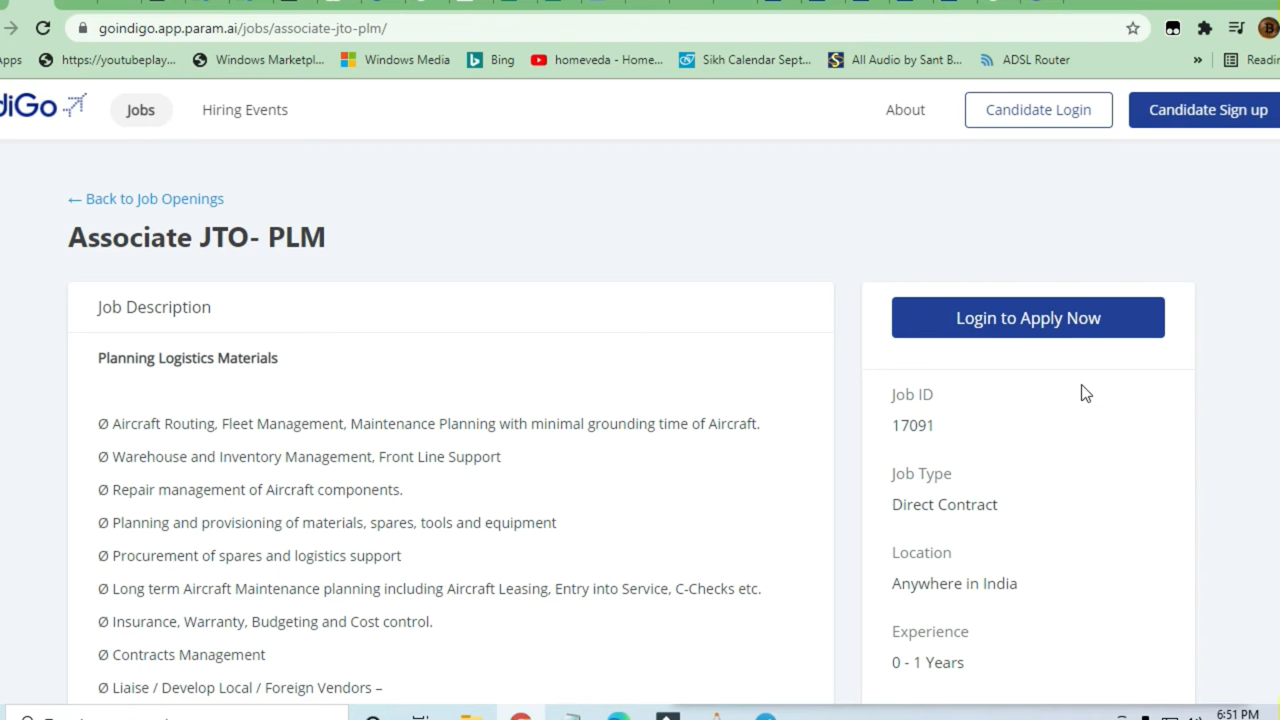 goindigo.app.param.ai/jobs/associate-jto-plm/
pps
https://youtubeplay...
Windows Marketpl...
Windows Media
Bing
homeveda - Home...
Sikh Calendar Sept...
All Audio by Sant B...
ADSL Router
»
Readin
diGo
Jobs
Hiring Events
About
Candidate Login
Candidate Sign up
← Back to Job Openings
Associate JTO- PLM
Job Description
Planning Logistics Materials
Ø Aircraft Routing, Fleet Management, Maintenance Planning with minimal grounding time of Aircraft.
Ø Warehouse and Inventory Management, Front Line Support
Ø Repair management of Aircraft components.
Ø Planning and provisioning of materials, spares, tools and equipment
Ø Procurement of spares and logistics support
Ø Long term Aircraft Maintenance planning including Aircraft Leasing, Entry into Service, C-Checks etc.
Ø Insurance, Warranty, Budgeting and Cost control.
Ø Contracts Management
Ø Liaise / Develop Local / Foreign Vendors –
Login to Apply Now
Job ID
17091
Job Type
Direct Contract
Location
Anywhere in India
Experience
0 - 1 Years
6:51 PM